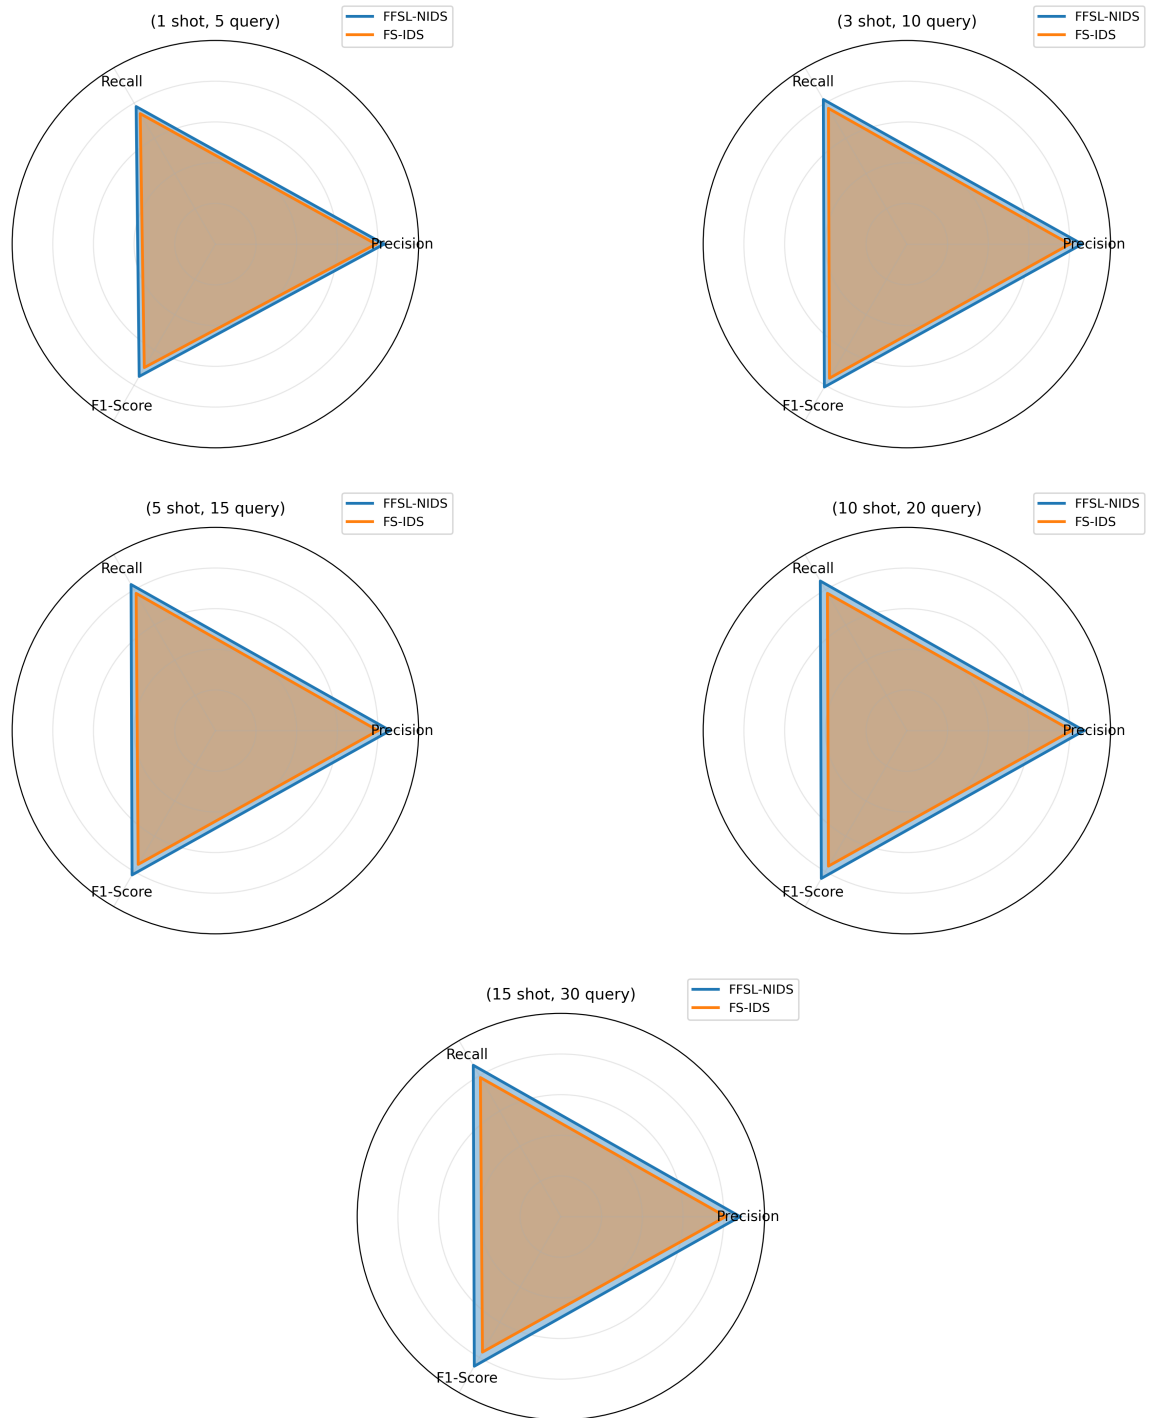 (1 shot, 5 query)
FFSL-NIDS
FS-IDS
Recall
Precision
F1-Score
(3 shot, 10 query)
FFSL-NIDS
FS-IDS
Recall
Precision
F1-Score
(5 shot, 15 query)
FFSL-NIDS
FS-IDS
Recall
Precision
F1-Score
(10 shot, 20 query)
FFSL-NIDS
FS-IDS
Recall
Precision
F1-Score
(15 shot, 30 query)
FFSL-NIDS
FS-IDS
Recall
Precision
F1-Score